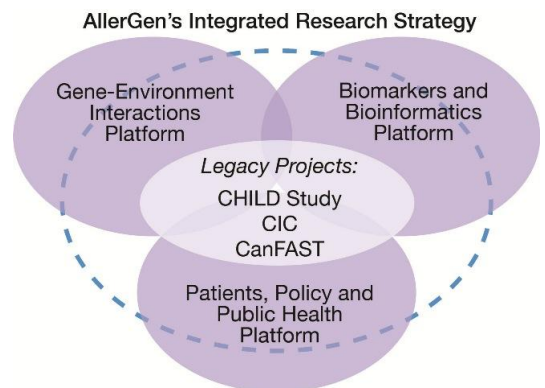 AllerGen's Integrated Research Strategy
Gene-Environment
Interactions
Platform
Biomarkers and
Bioinformatics
Platform
Legacy Projects:
CHILD Study
CIC
CanFAST
Patients, Policy and
Public Health
Platform